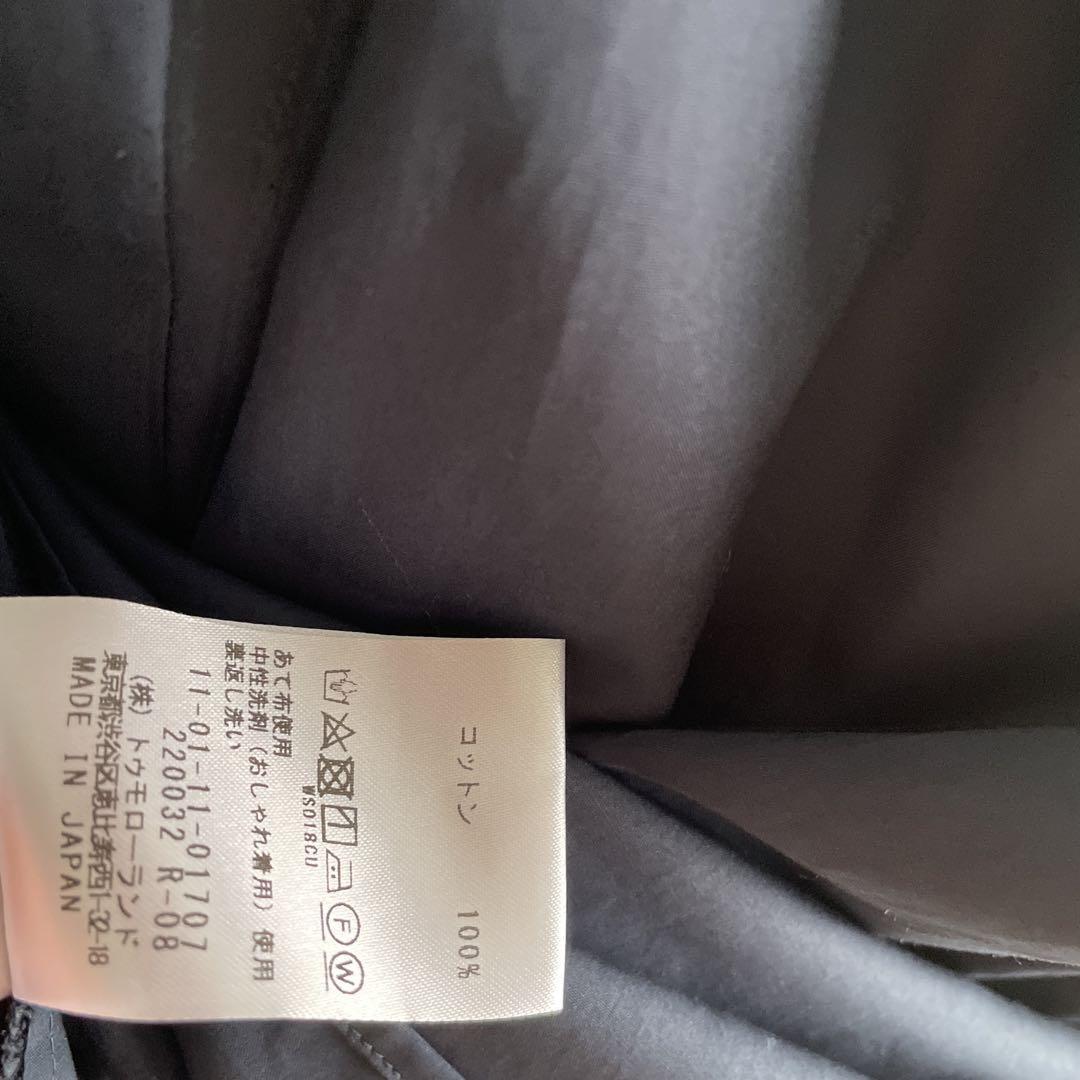 コットン 100%
WS018GU
F W
あて布使用
中性洗剤（おしゃれ着用）使用
裏返し洗い
11-01-11-01707
220032 R-08
(株)トゥモローランド
東京都渋谷区恵比寿西1-32-18
MADE IN JAPAN